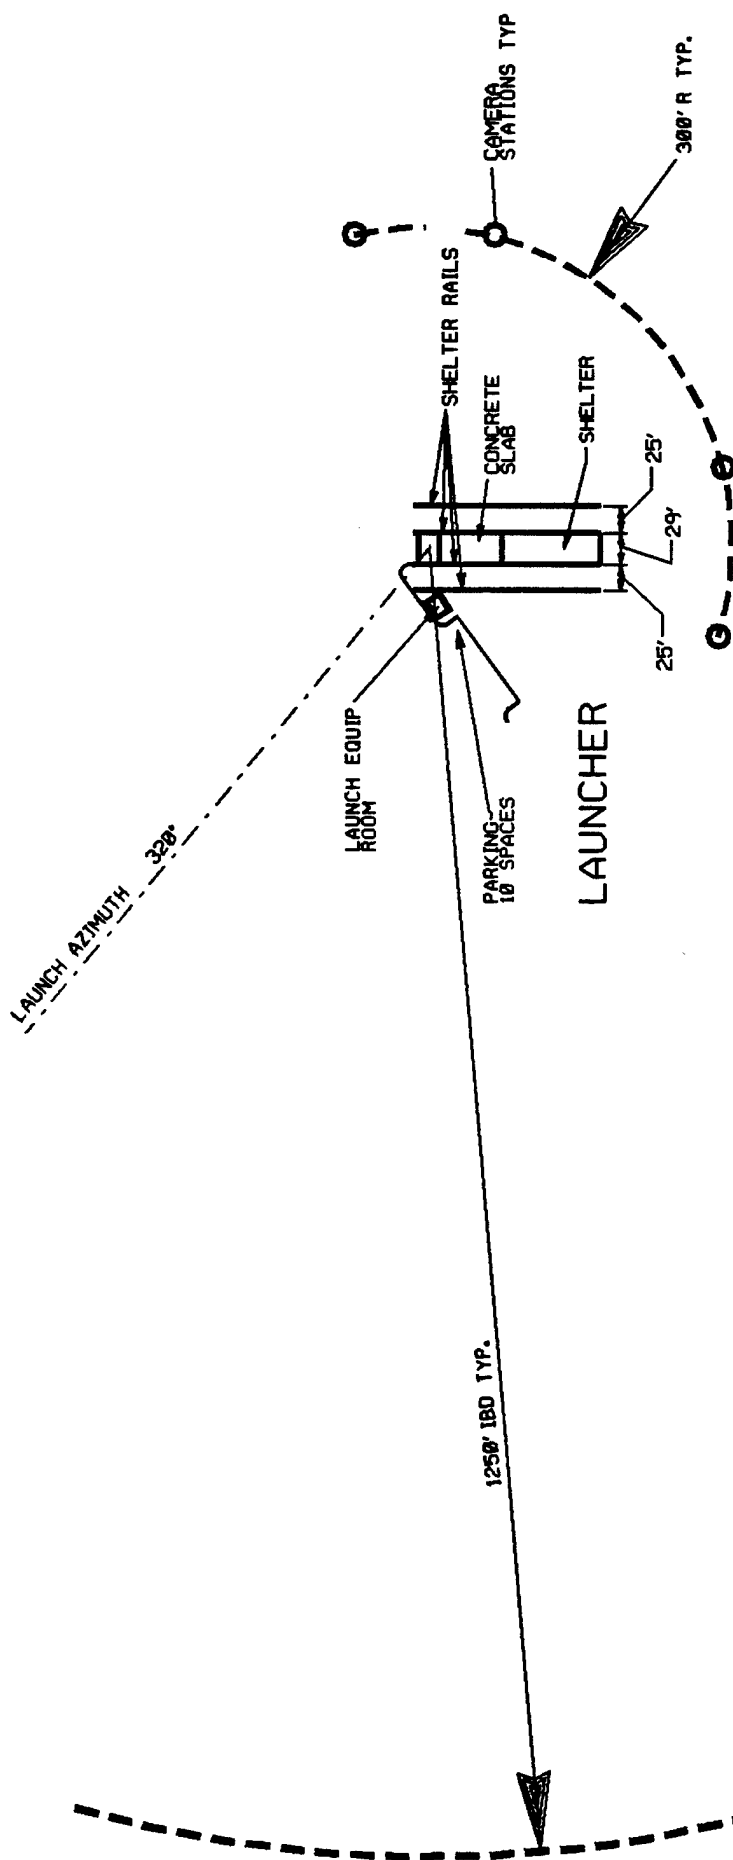 LAUNCH AZIMUTH 320°
LAUNCH EQUIP
ROOM
PARKING
10 SPACES
LAUNCHER
1250' IBD TYP.
SHELTER RAILS
CONCRETE
SLAB
SHELTER
25'
29'
25'
CAMERA
STATIONS TYP
300' R TYP.